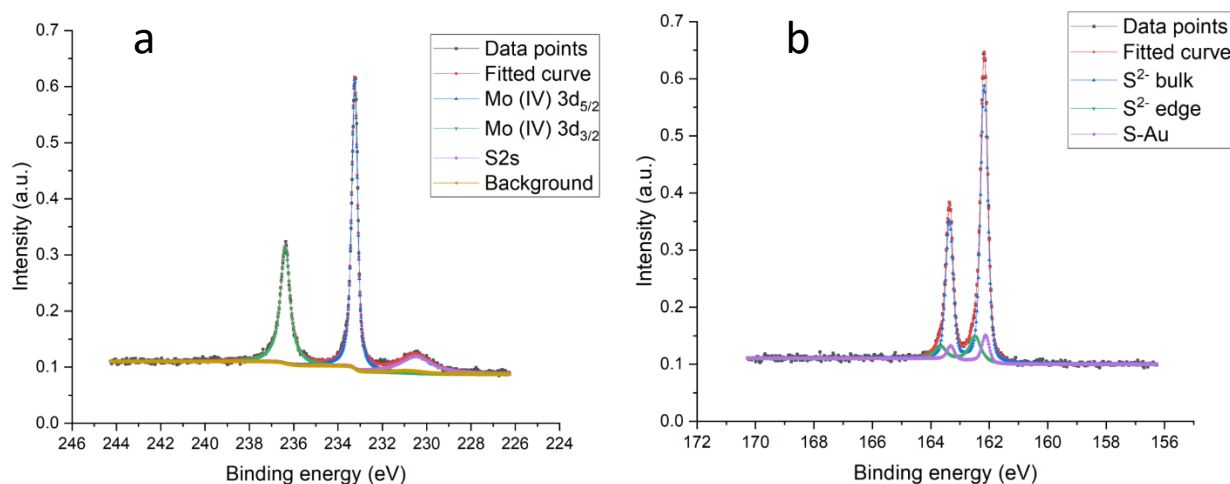 a
Data points
Fitted curve
Mo (IV) 3d5/2
Mo (IV) 3d3/2
S2s
Background
Intensity (a.u.)
0.7
0.6
0.5
0.4
0.3
0.2
0.1
0.0
246 244 242 240 238 236 234 232 230 228 226 224
Binding energy (eV)
b
Data points
Fitted curve
S2- bulk
S2- edge
S-Au
Intensity (a.u.)
0.7
0.6
0.5
0.4
0.3
0.2
0.1
0.0
172 170 168 166 164 162 160 158 156
Binding energy (eV)